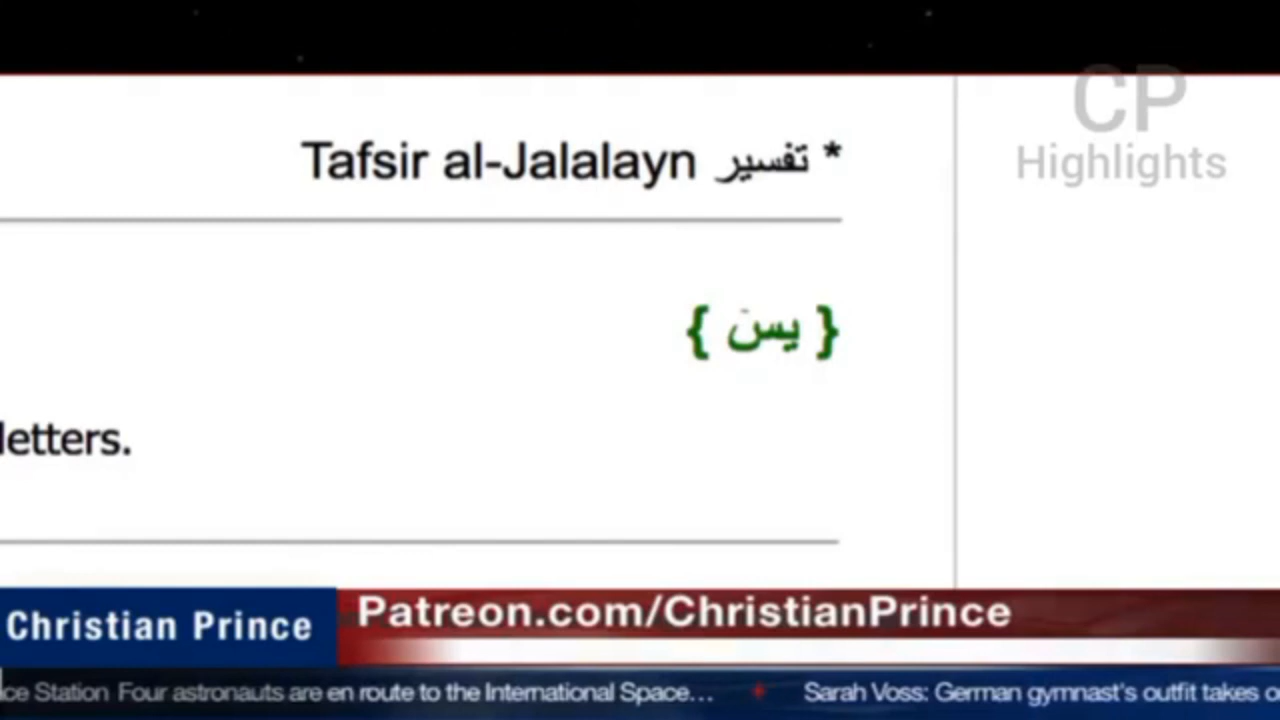 CP
Highlights
* تفسير Tafsir al-Jalalayn
{ يسۤ }
letters.
Christian Prince
Patreon.com/ChristianPrince
ce Station Four astronauts are en route to the International Space... Sarah Voss: German gymnast's outfit takes o